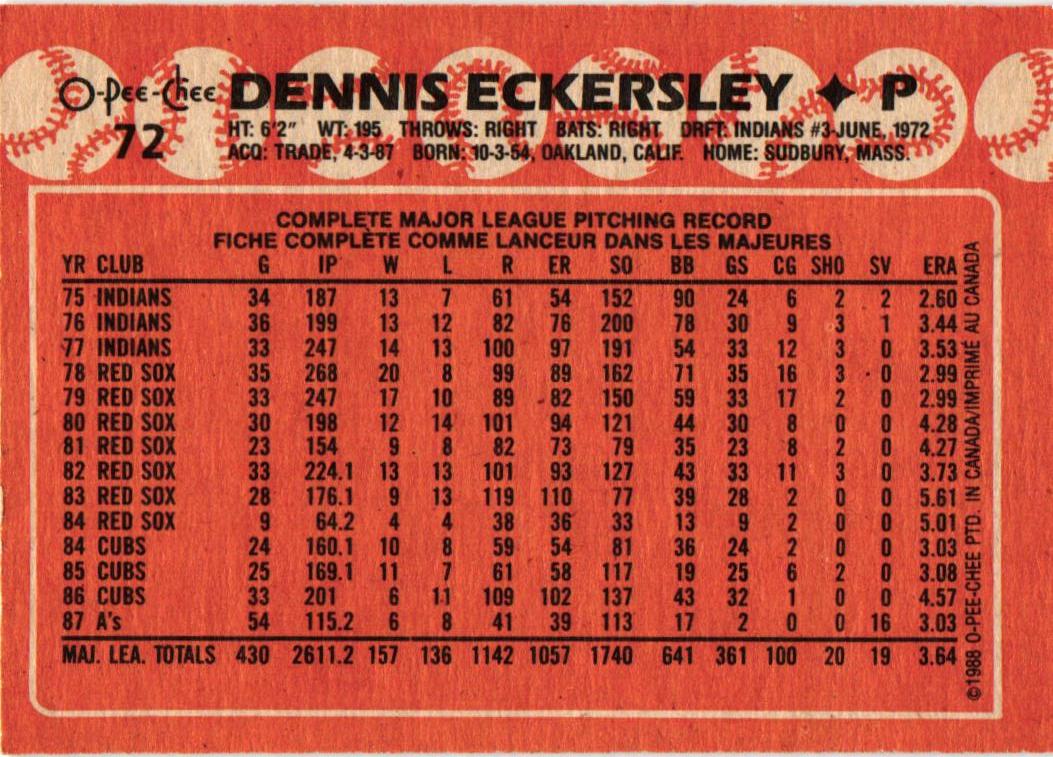 O-Pee-Chee DENNIS ECKERSLEY ✦ P
72
HT: 6'2" WT: 195 THROWS: RIGHT BATS: RIGHT DRFT: INDIANS #3-JUNE, 1972
ACQ: TRADE, 4-3-87 BORN: 10-3-54, OAKLAND, CALIF. HOME: SUDBURY, MASS.
COMPLETE MAJOR LEAGUE PITCHING RECORD
FICHE COMPLÈTE COMME LANCEUR DANS LES MAJEURES
YR CLUB G IP W L R ER SO BB GS CG SHO SV ERA
75 INDIANS 34 187 13 7 61 54 152 90 24 6 2 2 2.60
76 INDIANS 36 199 13 12 82 76 200 78 30 9 3 1 3.44
77 INDIANS 33 247 14 13 100 97 191 54 33 12 3 0 3.53
78 RED SOX 35 268 20 8 99 89 162 71 35 16 3 0 2.99
79 RED SOX 33 247 17 10 89 82 150 59 33 17 2 0 2.99
80 RED SOX 30 198 12 14 101 94 121 44 30 8 0 0 4.28
81 RED SOX 23 154 9 8 82 73 79 35 23 8 2 0 4.27
82 RED SOX 33 224.1 13 13 101 93 127 43 33 11 3 0 3.73
83 RED SOX 28 176.1 9 13 119 110 77 39 28 2 0 0 5.61
84 RED SOX 9 64.2 4 4 38 36 33 13 9 2 0 0 5.01
84 CUBS 24 160.1 10 8 59 54 81 36 24 2 0 0 3.03
85 CUBS 25 169.1 11 7 61 58 117 19 25 6 2 0 3.08
86 CUBS 33 201 6 11 109 102 137 43 32 1 0 0 4.57
87 A's 54 115.2 6 8 41 39 113 17 2 0 0 16 3.03
MAJ. LEA. TOTALS 430 2611.2 157 136 1142 1057 1740 641 361 100 20 19 3.64
©1988 O-PEE-CHEE PTD. IN CANADA/IMPRIMÉ AU CANADA